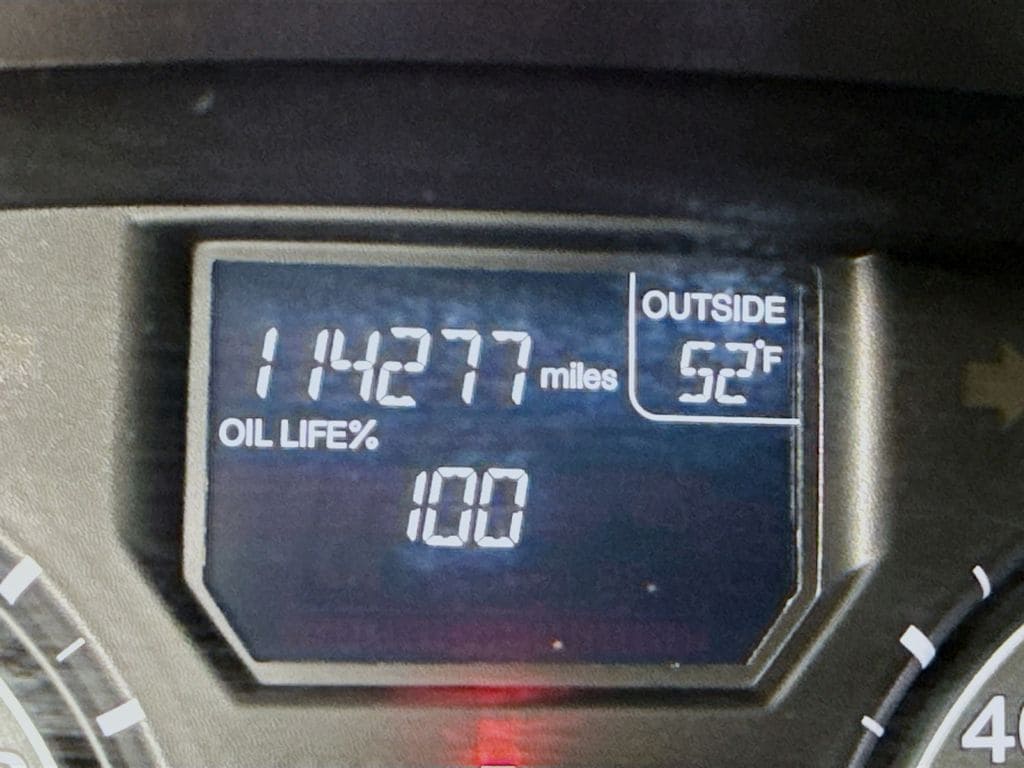 OUTSIDE
52°F
114277 miles
OIL LIFE%
100